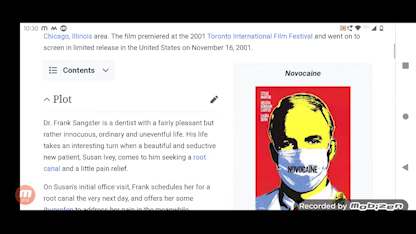 10:30
Chicago, Illinois area. The film premiered at the 2001 Toronto International Film Festival and went on to
screen in limited release in the United States on November 16, 2001.
Contents
Plot
Dr. Frank Sangster is a dentist with a fairly pleasant but
rather innocuous, ordinary and uneventful life. His life
takes an interesting turn when a beautiful and seductive
new patient, Susan Ivey, comes to him seeking a root
canal and a little pain relief.
On Susan's initial office visit, Frank schedules her for a
root canal the very next day, and offers her some
ibuprofen to address her pain in the meanwhile.
Novocaine
NOVOCAINE
Recorded by mobizen